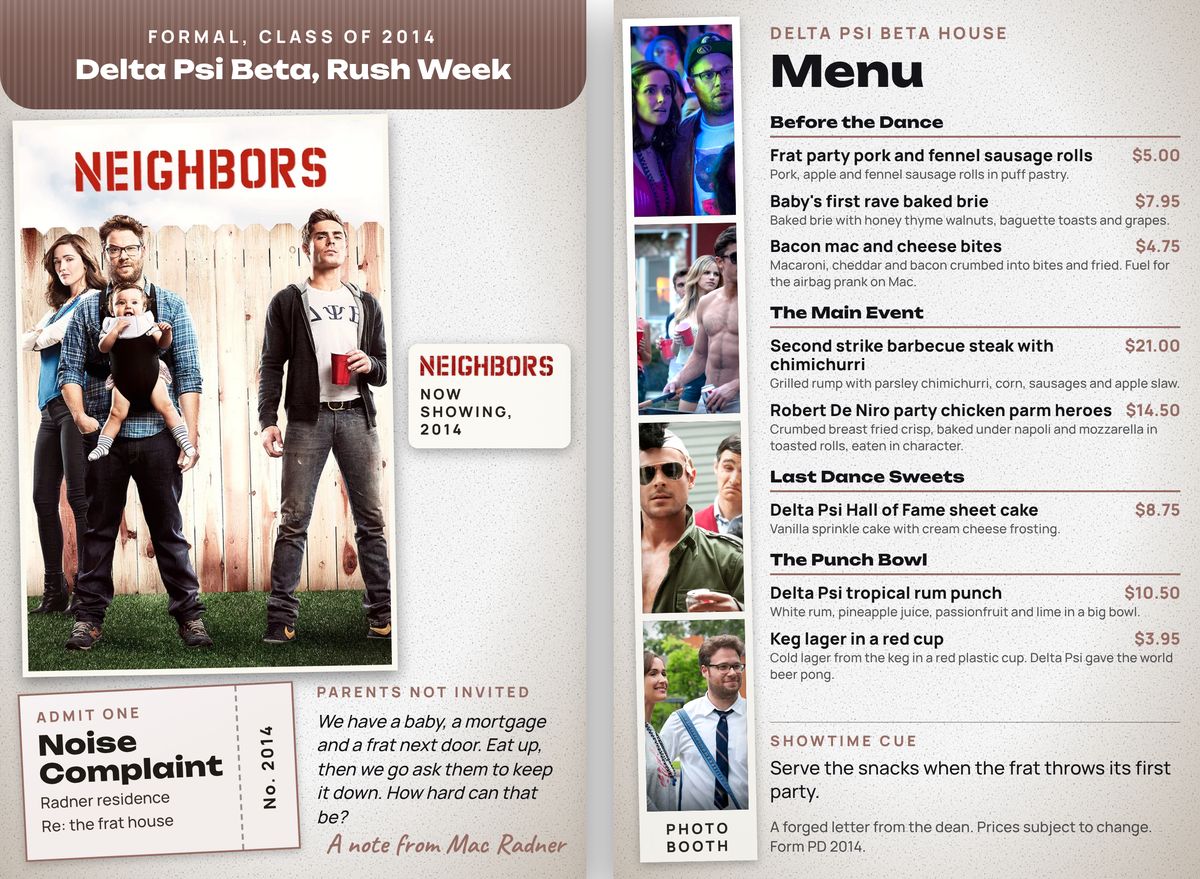 FORMAL, CLASS OF 2014
Delta Psi Beta, Rush Week
NEIGHBORS
ΔΨΒ
NEIGHBORS
NOW
SHOWING,
2014
ADMIT ONE
Noise
Complaint
Radner residence
Re: the frat house
No. 2014
PARENTS NOT INVITED
We have a baby, a mortgage
and a frat next door. Eat up,
then we go ask them to keep
it down. How hard can that
be?
A note from Mac Radner
PHOTO
BOOTH
DELTA PSI BETA HOUSE
Menu
Before the Dance
Frat party pork and fennel sausage rolls $5.00
Pork, apple and fennel sausage rolls in puff pastry.
Baby's first rave baked brie $7.95
Baked brie with honey thyme walnuts, baguette toasts and grapes.
Bacon mac and cheese bites $4.75
Macaroni, cheddar and bacon crumbed into bites and fried. Fuel for
the airbag prank on Mac.
The Main Event
Second strike barbecue steak with $21.00
chimichurri
Grilled rump with parsley chimichurri, corn, sausages and apple slaw.
Robert De Niro party chicken parm heroes $14.50
Crumbed breast fried crisp, baked under napoli and mozzarella in
toasted rolls, eaten in character.
Last Dance Sweets
Delta Psi Hall of Fame sheet cake $8.75
Vanilla sprinkle cake with cream cheese frosting.
The Punch Bowl
Delta Psi tropical rum punch $10.50
White rum, pineapple juice, passionfruit and lime in a big bowl.
Keg lager in a red cup $3.95
Cold lager from the keg in a red plastic cup. Delta Psi gave the world
beer pong.
SHOWTIME CUE
Serve the snacks when the frat throws its first
party.
A forged letter from the dean. Prices subject to change.
Form PD 2014.